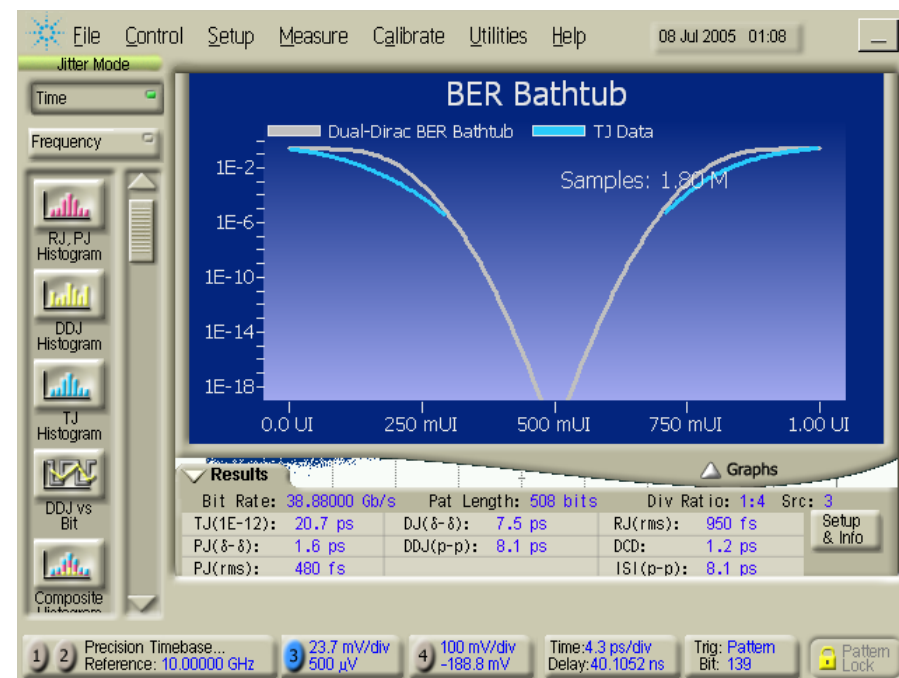 File Control Setup Measure Calibrate Utilities Help 08 Jul 2005 01:08
Jitter Mode
Time
Frequency
RJ, PJ
Histogram
DDJ
Histogram
TJ
Histogram
DDJ vs
Bit
Composite
Histogram
BER Bathtub
Dual-Dirac BER Bathtub TJ Data
Samples: 1.80 M
1E-2
1E-6
1E-10
1E-14
1E-18
0.0 UI 250 mUI 500 mUI 750 mUI 1.00 UI
Results Graphs
Bit Rate: 38.88000 Gb/s Pat Length: 508 bits Div Ratio: 1:4 Src: 3
TJ(1E-12): 20.7 ps DJ(δ-δ): 7.5 ps RJ(rms): 950 fs
PJ(δ-δ): 1.6 ps DDJ(p-p): 8.1 ps DCD: 1.2 ps
PJ(rms): 480 fs ISI(p-p): 8.1 ps
Setup
& Info
1 2 Precision Timebase...
Reference: 10.00000 GHz
3 23.7 mV/div
500 µV
4 100 mV/div
-188.8 mV
Time:4.3 ps/div
Delay:40.1052 ns
Trig: Pattern
Bit: 139
Pattern
Lock